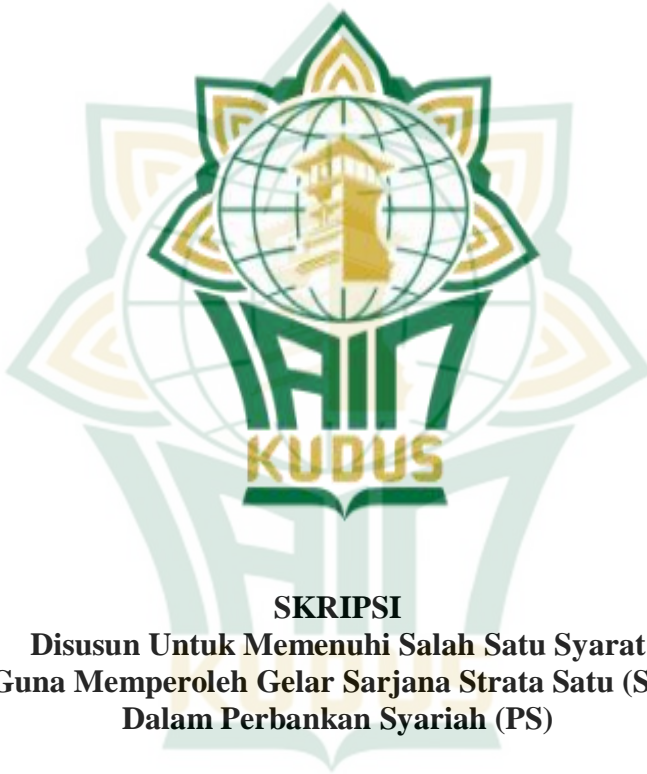 IAIN
KUDUS
SKRIPSI
Disusun Untuk Memenuhi Salah Satu Syarat
Guna Memperoleh Gelar Sarjana Strata Satu (S
Dalam Perbankan Syariah (PS)